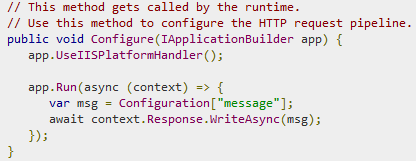 // This method gets called by the runtime.
// Use this method to configure the HTTP request pipeline.
public void Configure(IApplicationBuilder app) {
   app.UseIISPlatformHandler();

   app.Run(async (context) => {
      var msg = Configuration["message"];
      await context.Response.WriteAsync(msg);
   });
}